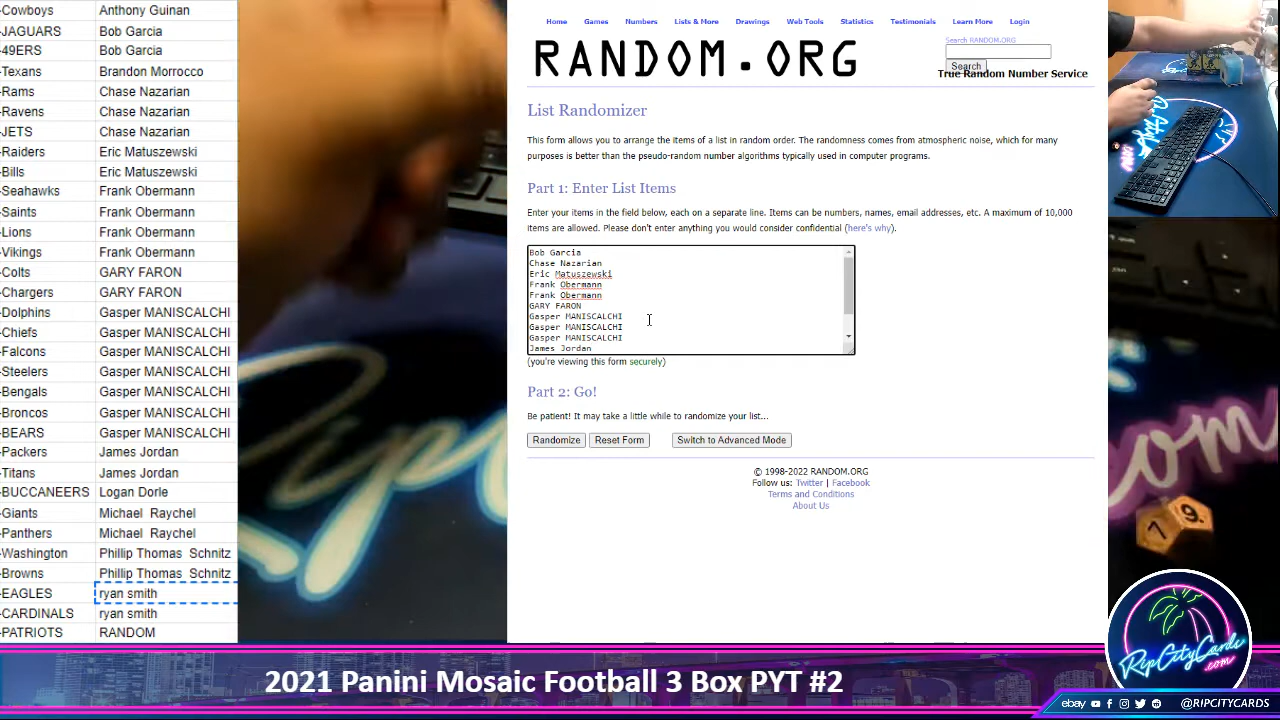 -Cowboys Anthony Guinan
-JAGUARS Bob Garcia
-49ERS Bob Garcia
-Texans Brandon Morrocco
-Rams Chase Nazarian
-Ravens Chase Nazarian
-JETS Chase Nazarian
-Raiders Eric Matuszewski
-Bills Eric Matuszewski
-Seahawks Frank Obermann
-Saints Frank Obermann
-Lions Frank Obermann
-Vikings Frank Obermann
-Colts GARY FARON
-Chargers GARY FARON
-Dolphins Gasper MANISCALCHI
-Chiefs Gasper MANISCALCHI
-Falcons Gasper MANISCALCHI
-Steelers Gasper MANISCALCHI
-Bengals Gasper MANISCALCHI
-Broncos Gasper MANISCALCHI
-BEARS Gasper MANISCALCHI
-Packers James Jordan
-Titans James Jordan
-BUCCANEERS Logan Dorle
-Giants Michael Raychel
-Panthers Michael Raychel
-Washington Phillip Thomas Schnitz
-Browns Phillip Thomas Schnitz
-EAGLES ryan smith
-CARDINALS ryan smith
-PATRIOTS RANDOM
Home Games Numbers Lists & More Drawings Web Tools Statistics Testimonials Learn More Login
RANDOM.ORG
Search RANDOM.ORG
Search
True Random Number Service
List Randomizer
This form allows you to arrange the items of a list in random order. The randomness comes from atmospheric noise, which for many
purposes is better than the pseudo-random number algorithms typically used in computer programs.
Part 1: Enter List Items
Enter your items in the field below, each on a separate line. Items can be numbers, names, email addresses, etc. A maximum of 10,000
items are allowed. Please don't enter anything you would consider confidential (here's why).
Bob Garcia
Chase Nazarian
Eric Matuszewski
Frank Obermann
Frank Obermann
GARY FARON
Gasper MANISCALCHI
Gasper MANISCALCHI
Gasper MANISCALCHI
James Jordan
(you're viewing this form securely)
Part 2: Go!
Be patient! It may take a little while to randomize your list...
Randomize Reset Form Switch to Advanced Mode
© 1998-2022 RANDOM.ORG
Follow us: Twitter | Facebook
Terms and Conditions
About Us
7 9
RipCityCards
.com
2021 Panini Mosaic Football 3 Box PYT #2
ebay @RIPCITYCARDS